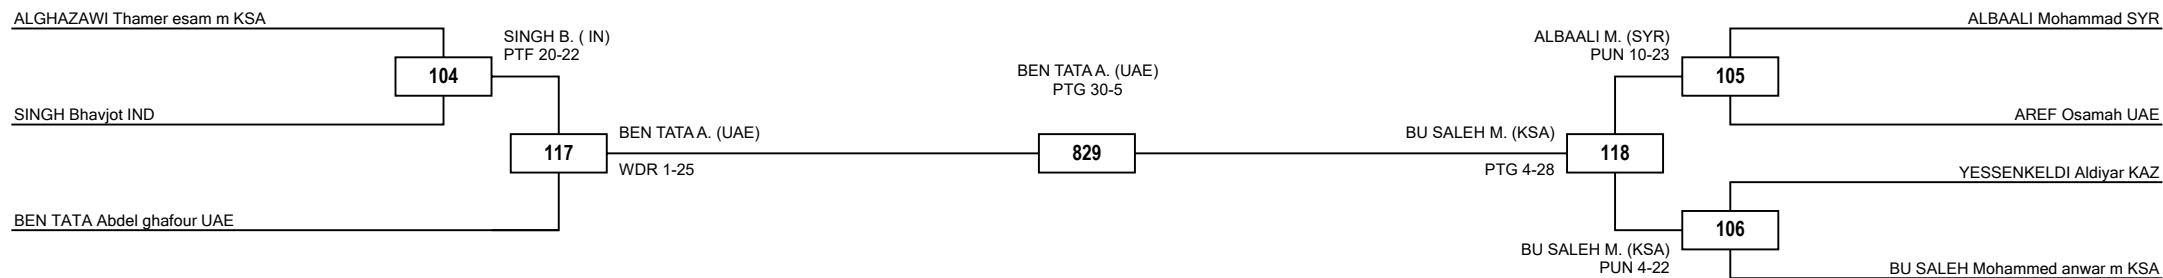 ALGHAZAWI Thamer esam m KSA
SINGH B. ( IN)
PTF 20-22
104
SINGH Bhavjot IND
BEN TATA A. (UAE)
117
WDR 1-25
BEN TATA Abdel ghafour UAE
BEN TATA A. (UAE)
PTG 30-5
829
ALBAALI Mohammad SYR
ALBAALI M. (SYR)
PUN 10-23
105
AREF Osamah UAE
BU SALEH M. (KSA)
118
PTG 4-28
YESSENKELDI Aldiyar KAZ
106
BU SALEH M. (KSA)
PUN 4-22
BU SALEH Mohammed anwar m KSA